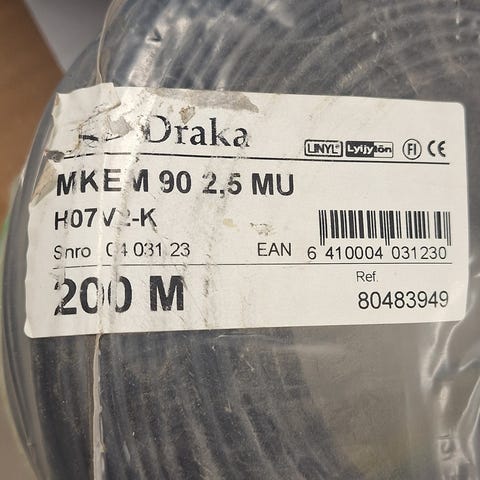 Draka
LINYL Lyijytön FI CE
MKEM 90 2,5 MU
H07V2-K
Snro 04 031 23 EAN 6 410004 031230
200 M
Ref.
80483949